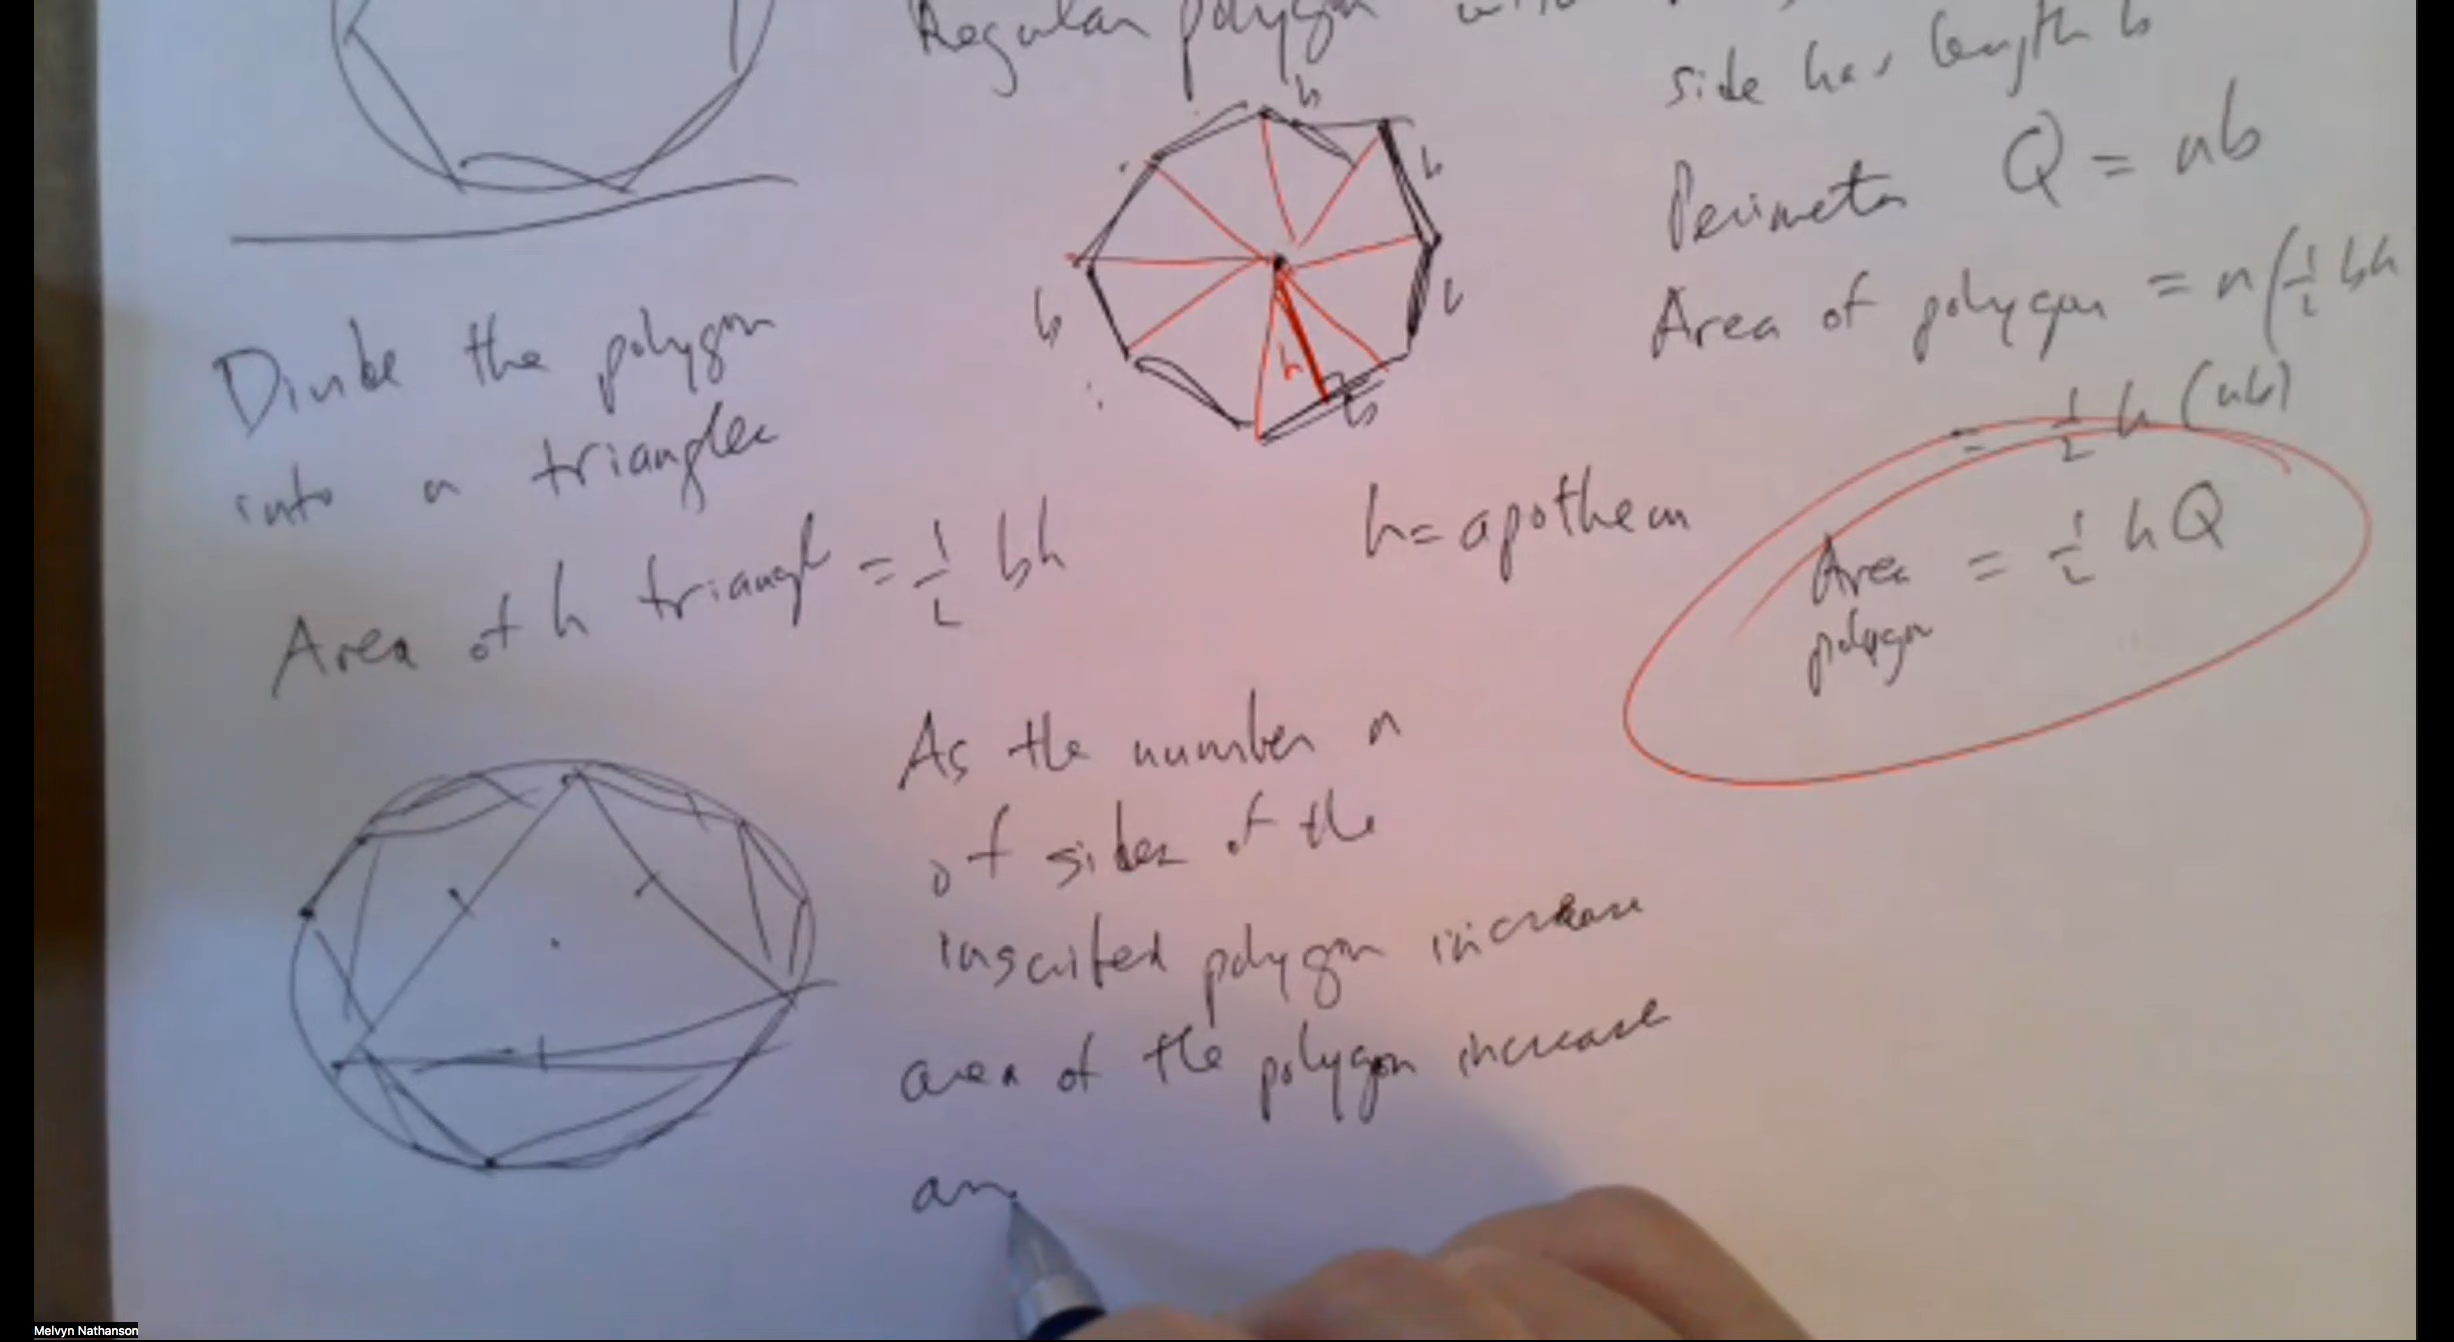 Regular polygon with
side has length b
b
b
b
b
b
h
Perimeter Q = nb
Area of polygon = n(1/2 bh
= 1/2 h (nb)
Area polygon = 1/2 hQ
Divide the polygon
into n triangles
Area of h triangl = 1/2 bh
h = apothem
As the number n
of sides of the
inscribed polygon increase
area of the polygon increase
an
Melvyn Nathanson